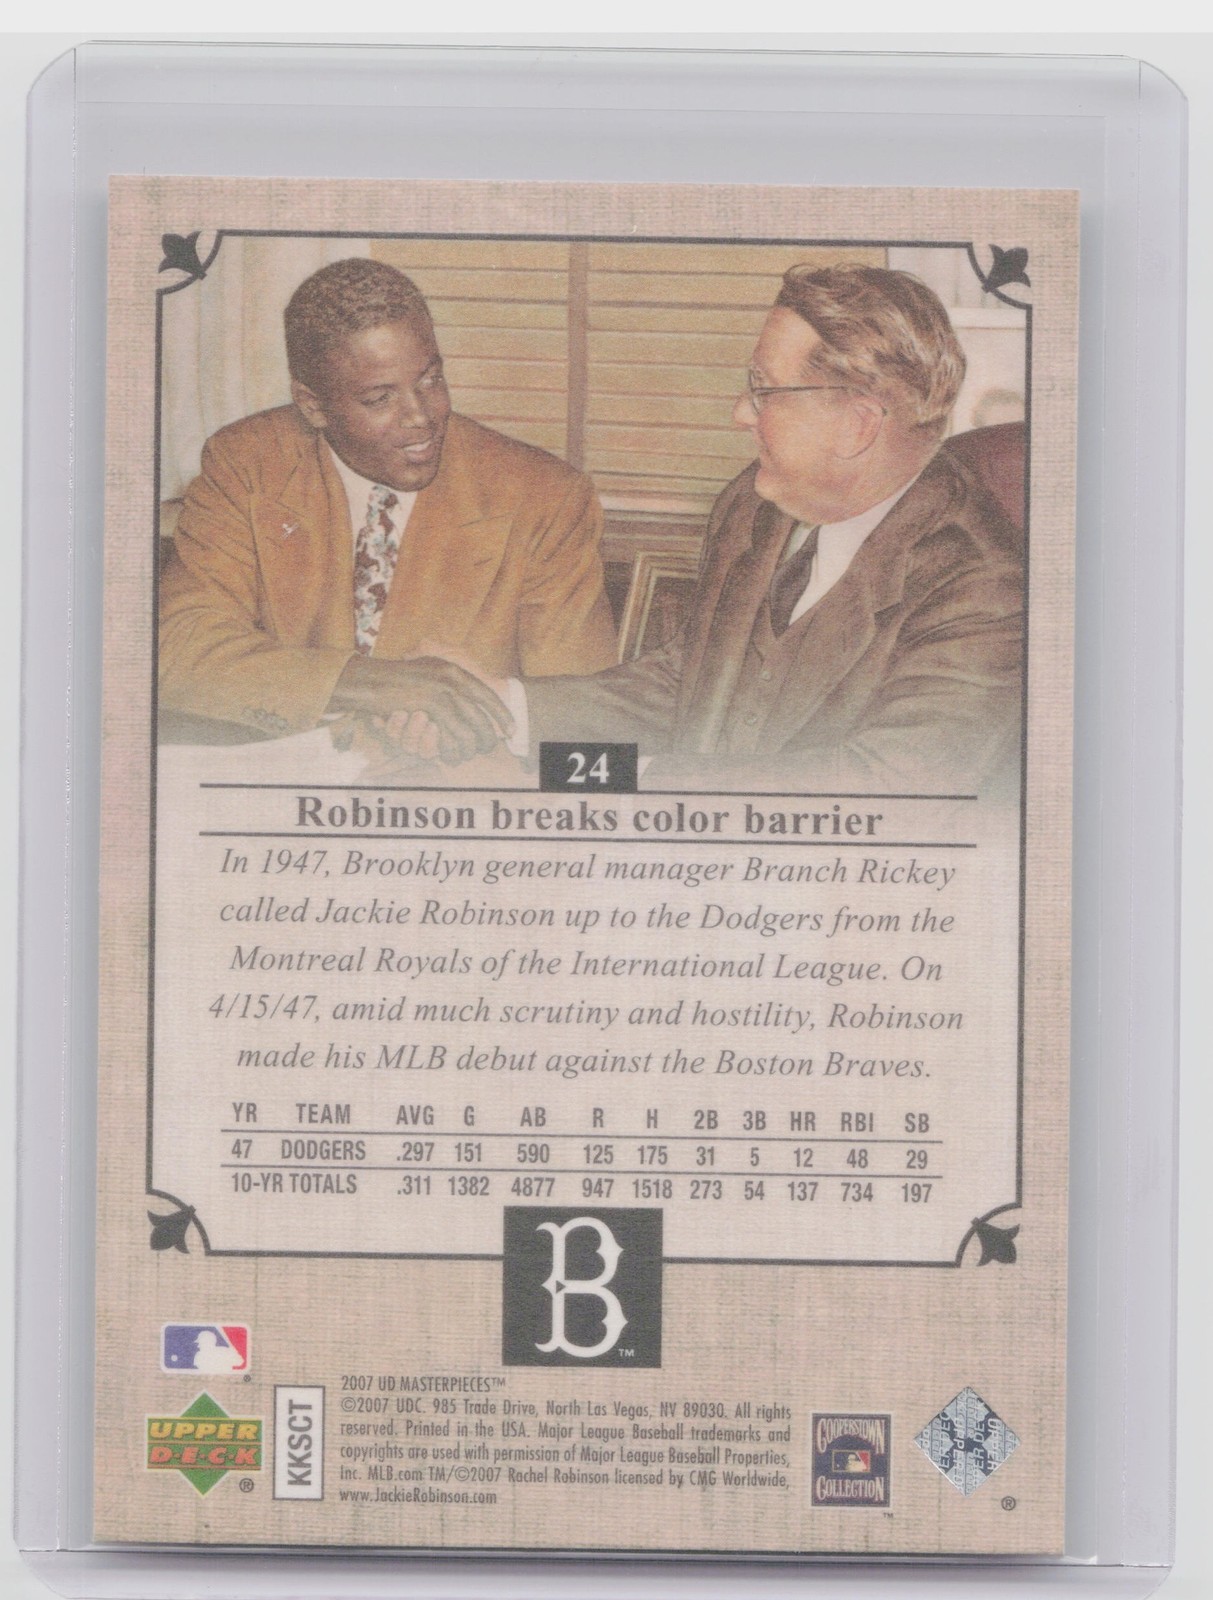 24
Robinson breaks color barrier
In 1947, Brooklyn general manager Branch Rickey
called Jackie Robinson up to the Dodgers from the
Montreal Royals of the International League. On
4/15/47, amid much scrutiny and hostility, Robinson
made his MLB debut against the Boston Braves.
YR TEAM AVG G AB R H 2B 3B HR RBI SB
47 DODGERS .297 151 590 125 175 31 5 12 48 29
10-YR TOTALS .311 1382 4877 947 1518 273 54 137 734 197
B™
®
UPPER
D·E·C·K
®
KKSCT
2007 UD MASTERPIECES™
©2007 UDC. 985 Trade Drive, North Las Vegas, NV 89030. All rights
reserved. Printed in the USA. Major League Baseball trademarks and
copyrights are used with permission of Major League Baseball Properties,
Inc. MLB.com TM/©2007 Rachel Robinson licensed by CMG Worldwide,
www.JackieRobinson.com
COOPERSTOWN
COLLECTION
™
®